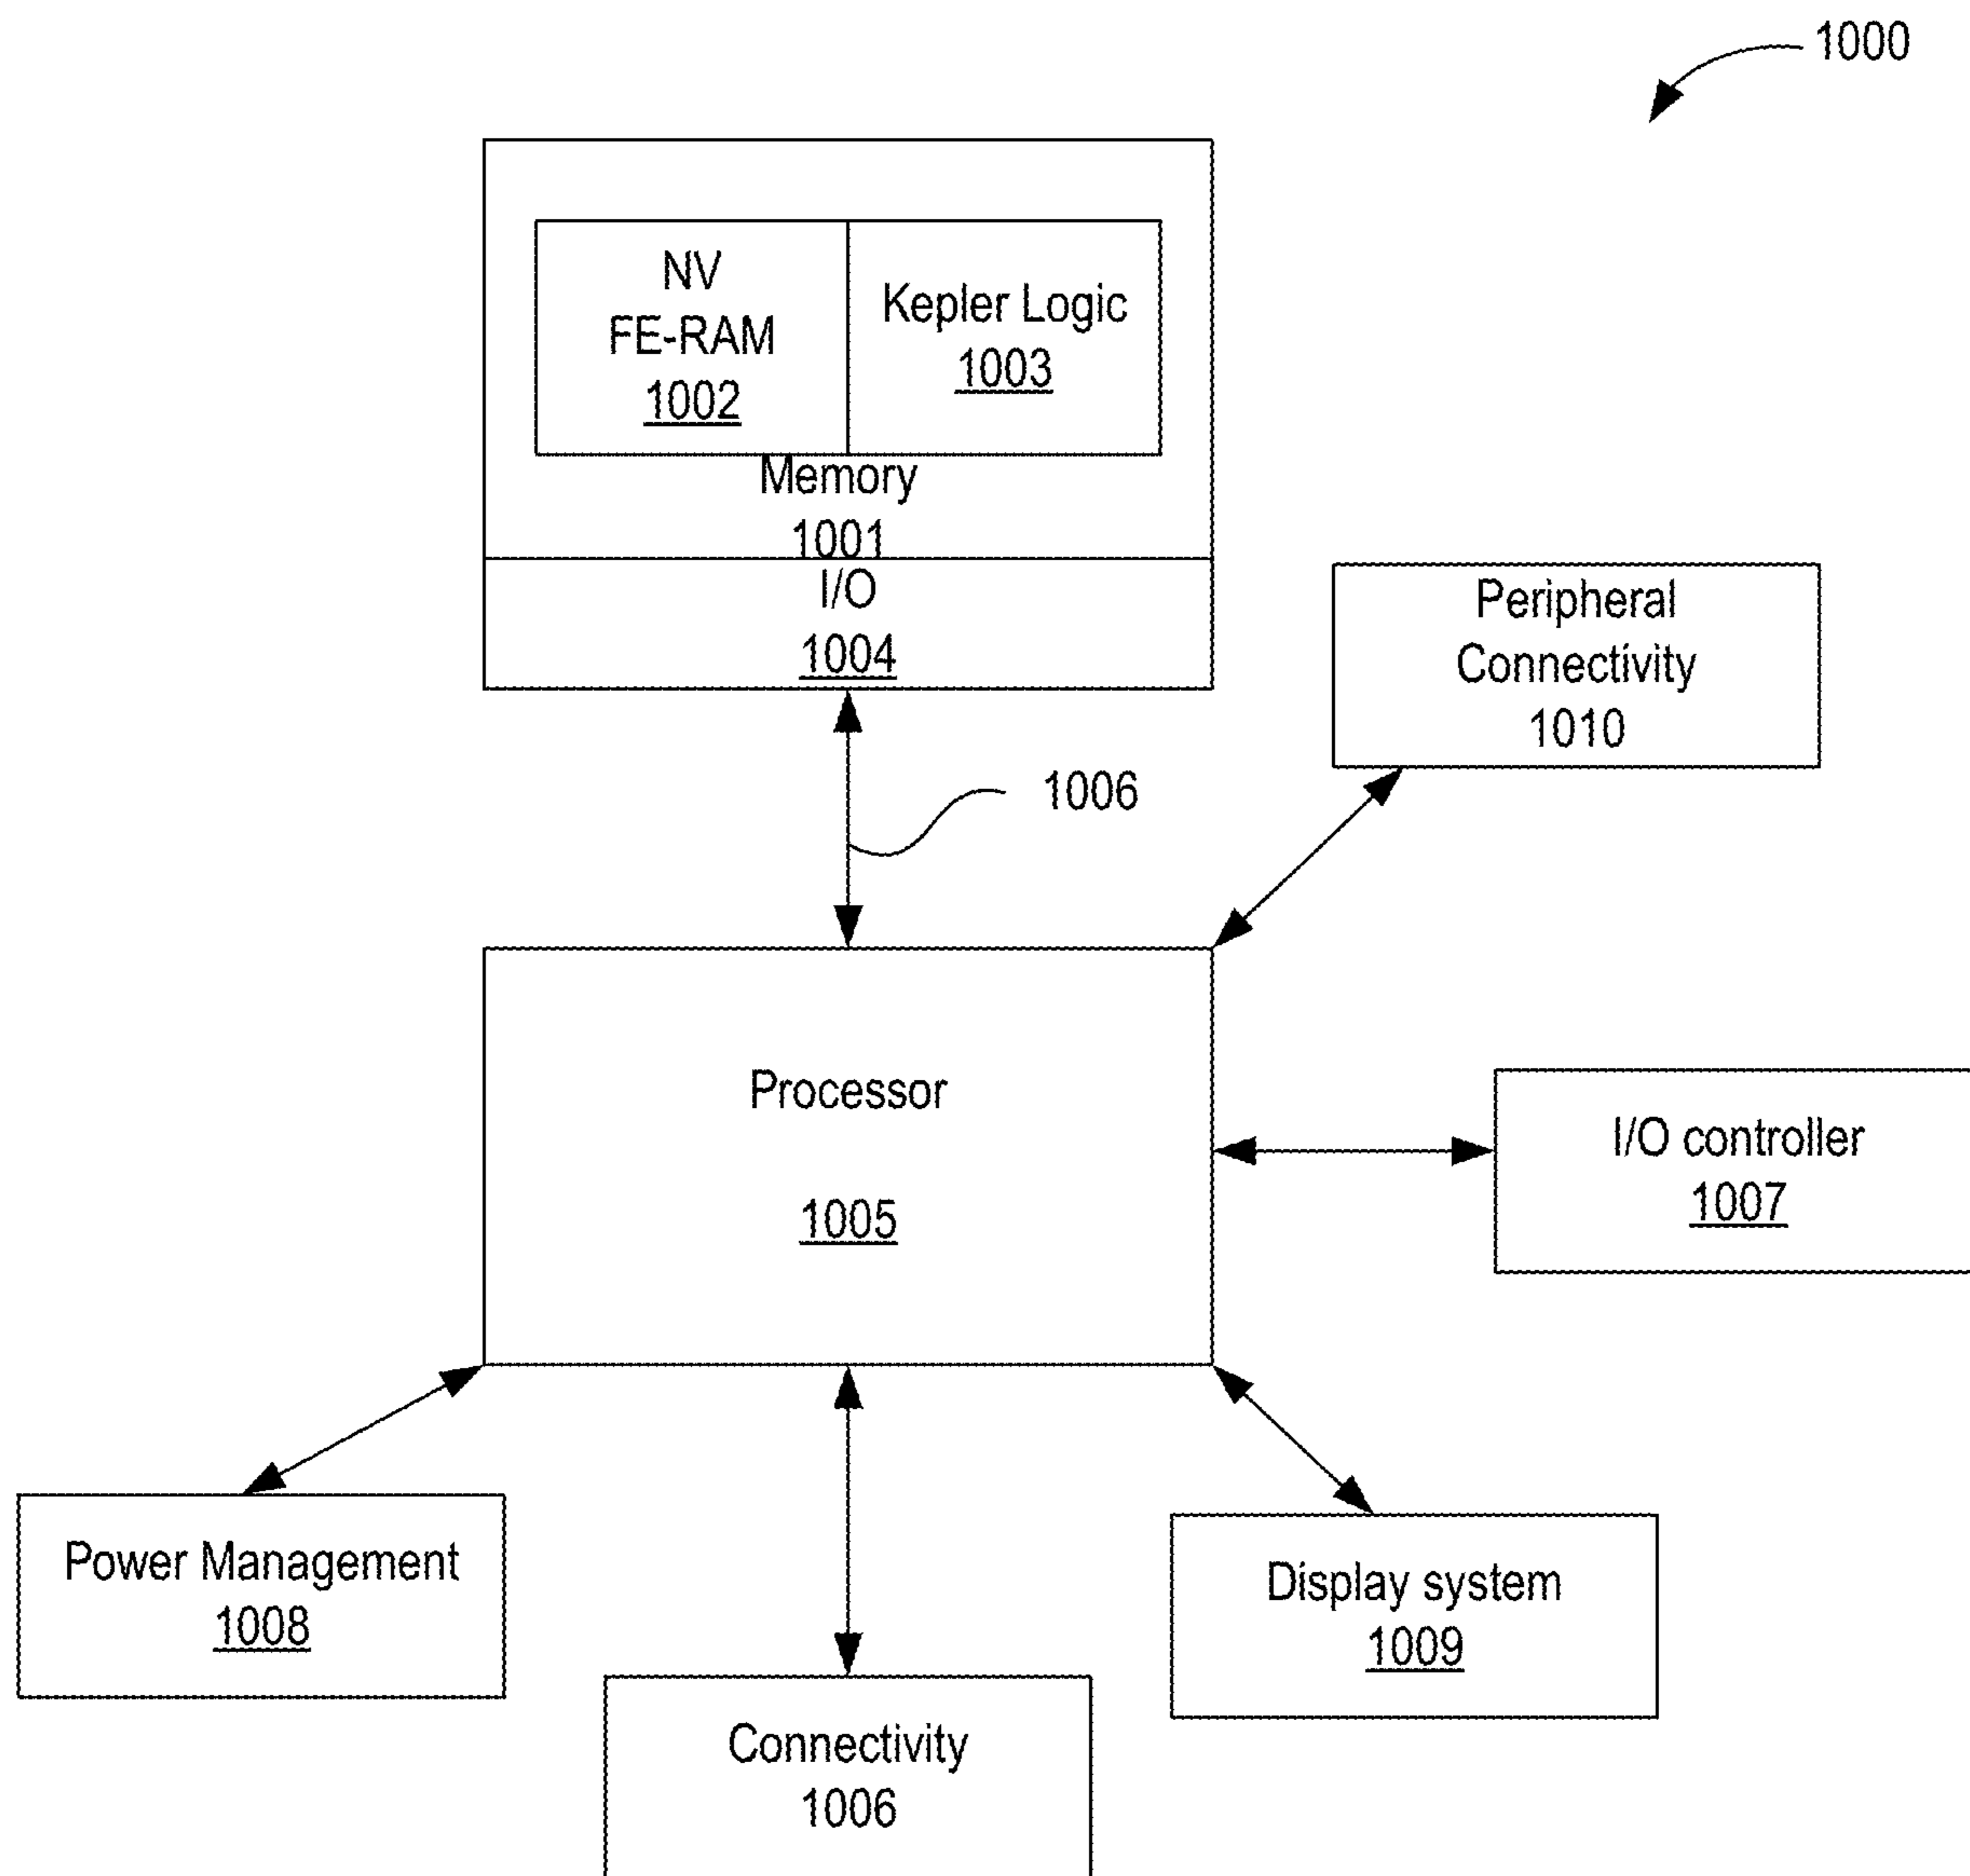 1000
NV
FE-RAM
1002
Kepler Logic
1003
Memory
1001
I/O
1004
Peripheral
Connectivity
1010
1006
Processor
1005
I/O controller
1007
Power Management
1008
Display system
1009
Connectivity
1006